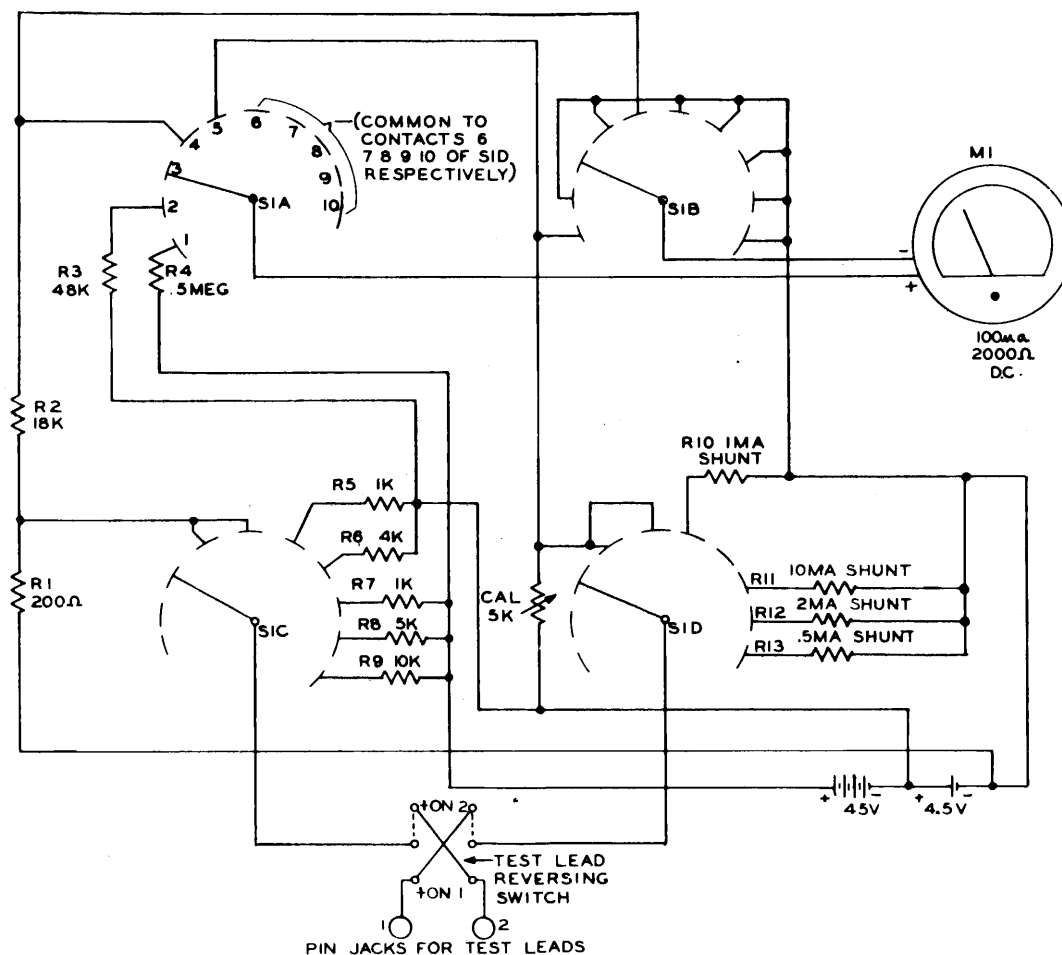 5
6
7
8
9
10
4
3
2
1
(COMMON TO
CONTACTS 6
7 8 9 10 OF S1D
RESPECTIVELY)
S1A
S1B
M1
-
+
100ua
2000Ω
D.C.
R3
48K
R4
.5MEG
R2
18K
R10 1MA
SHUNT
R5 1K
R6 4K
R7 1K
R8 5K
R9 10K
R1
200Ω
S1C
CAL
5K
S1D
R11 10MA SHUNT
R12 2MA SHUNT
R13 .5MA SHUNT
+ 45V -
+ 4.5V -
+ON 2
+ON 1
TEST LEAD
REVERSING
SWITCH
1
2
PIN JACKS FOR TEST LEADS